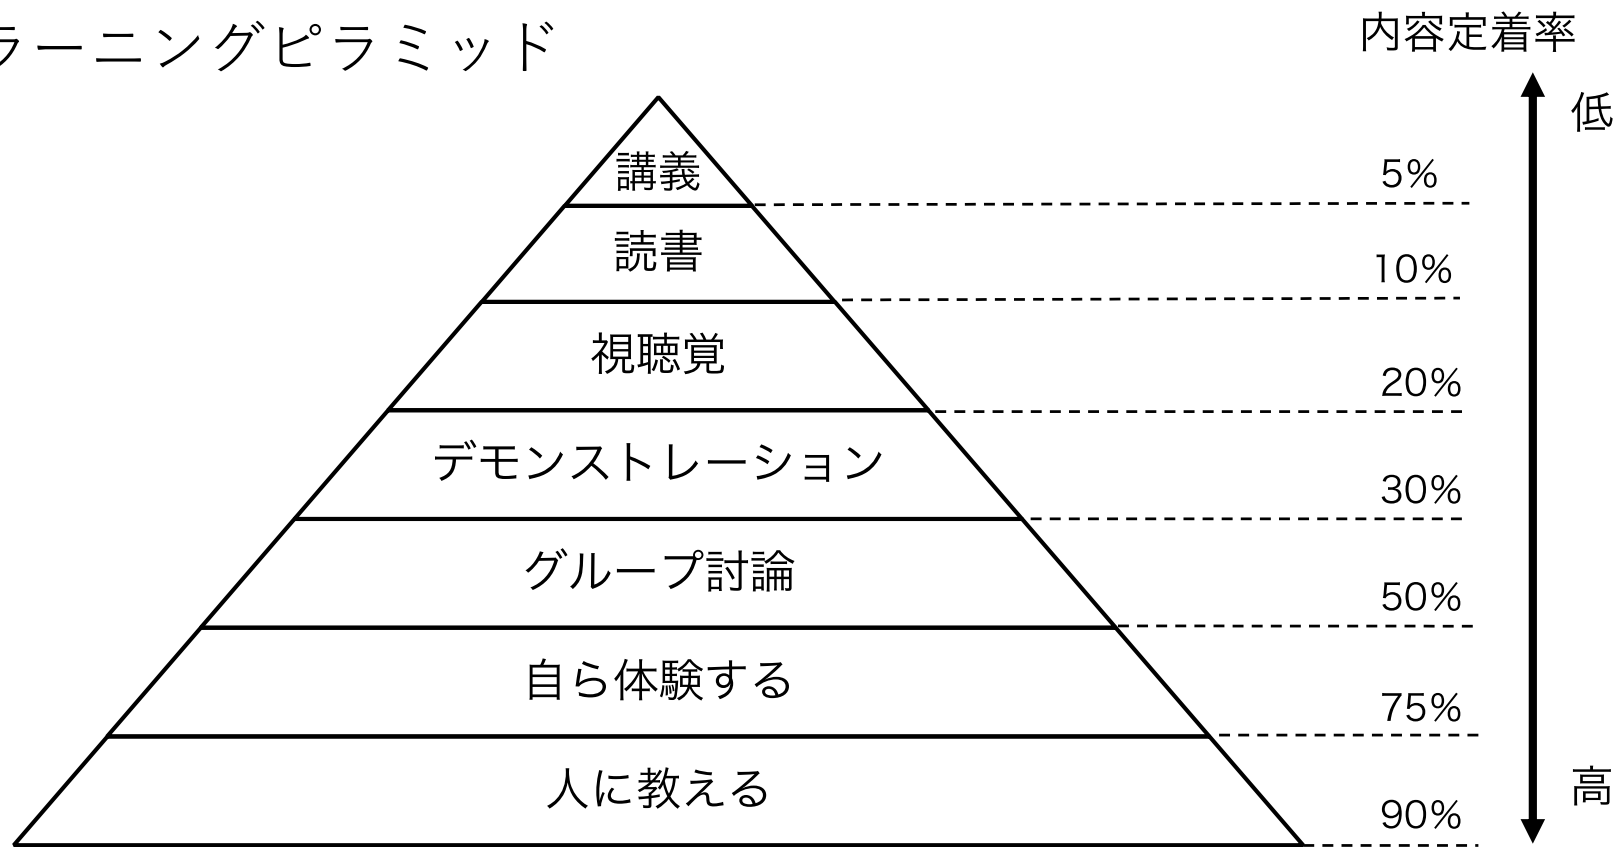 ラーニングピラミッド
内容定着率
低
講義
5%
読書
10%
視聴覚
20%
デモンストレーション
30%
グループ討論
50%
自ら体験する
75%
人に教える
90%
高